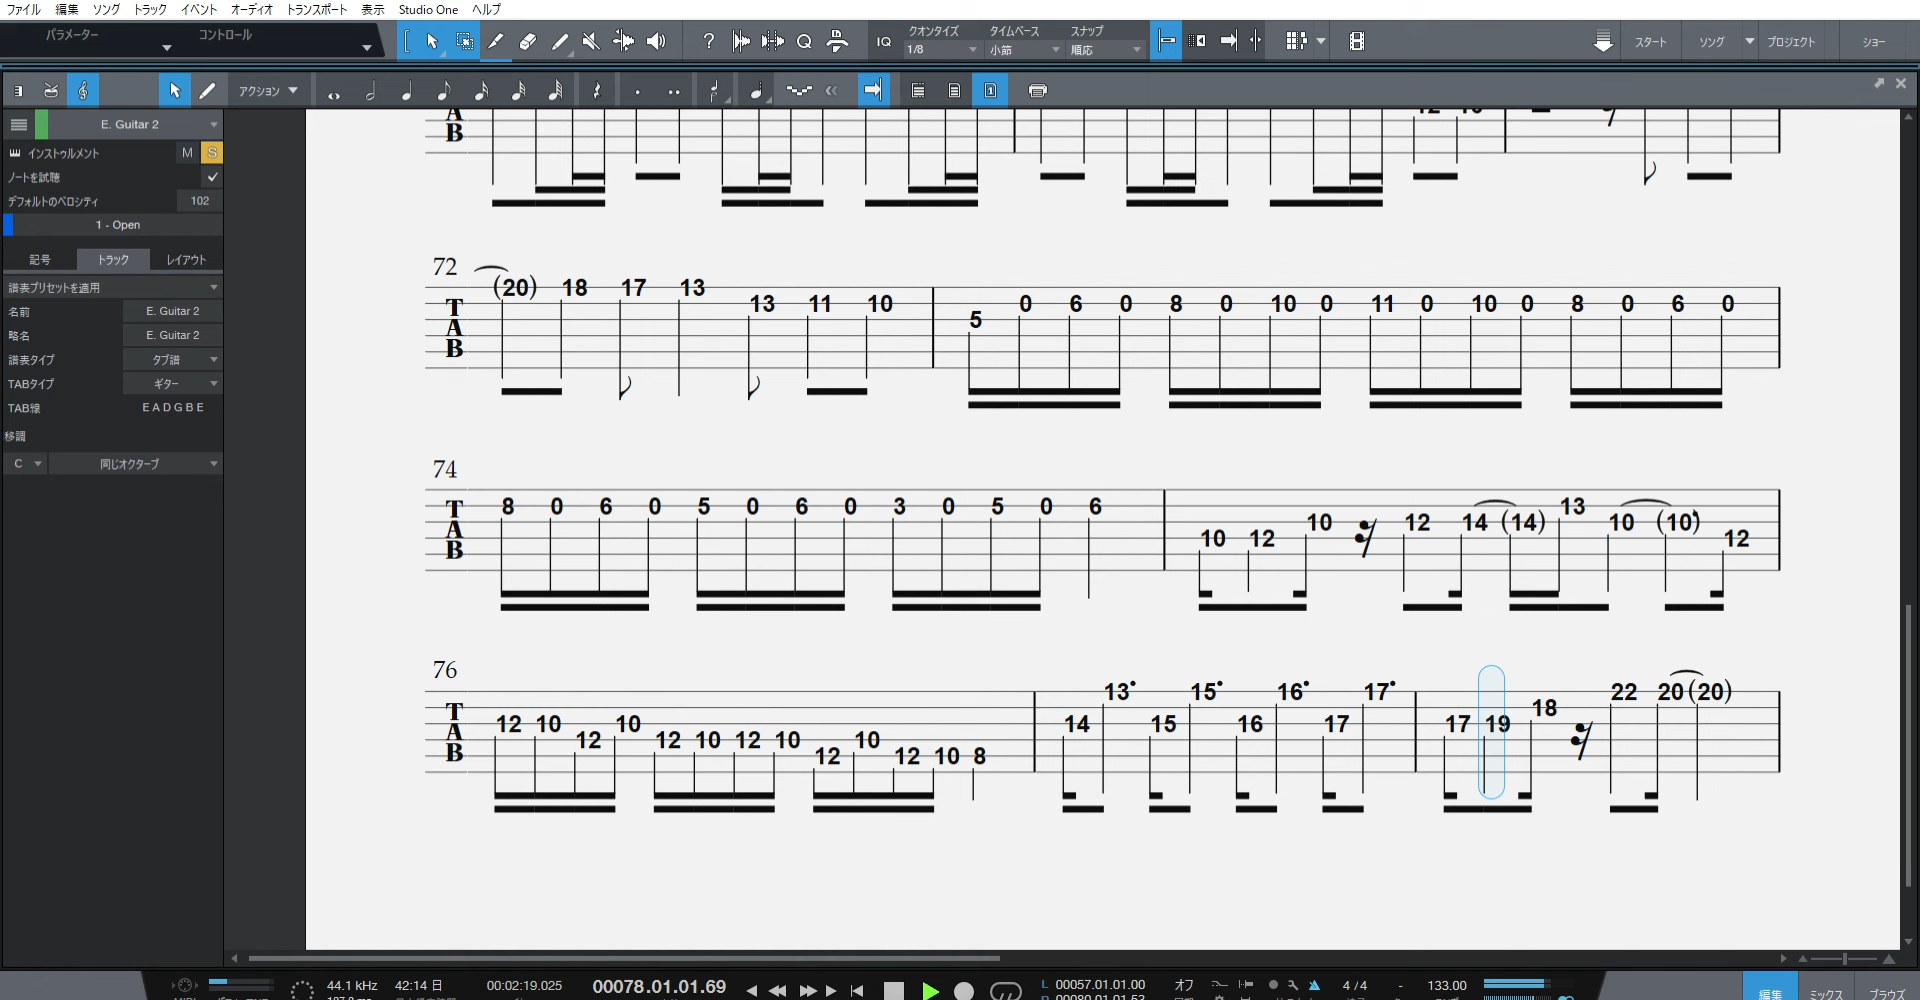 ファイル 編集 ソング トラック イベント オーディオ トランスポート 表示 Studio One ヘルプ
パラメーター コントロール
IQ クオンタイズ 1/8 タイムベース 小節 スナップ 順応
スタート ソング プロジェクト ショー
アクション
E. Guitar 2
インストゥルメント M S
ノートを試聴
デフォルトのベロシティ 102
1 - Open
記号 トラック レイアウト
譜表プリセットを適用
名前 E. Guitar 2
略名 E. Guitar 2
譜表タイプ タブ譜
TABタイプ ギター
TAB線 E A D G B E
移調
C 同じオクターブ
A
B
72
(20) 18 17 13 13 11 10 5 0 6 0 8 0 10 0 11 0 10 0 8 0 6 0
T
A
B
74
8 0 6 0 5 0 6 0 3 0 5 0 6 10 12 10 12 14 (14) 13 10 (10) 12
T
A
B
76
12 10 12 10 12 10 12 10 12 10 12 10 8 14 13 15 15 16 16 17 17 17 19 18 22 20 (20)
T
A
B
44.1 kHz 42:14 日 00:02:19.025 00078.01.01.69 L 00057.01.01.00 オフ 4 / 4 - 133.00
編集 ミックス ブラウズ